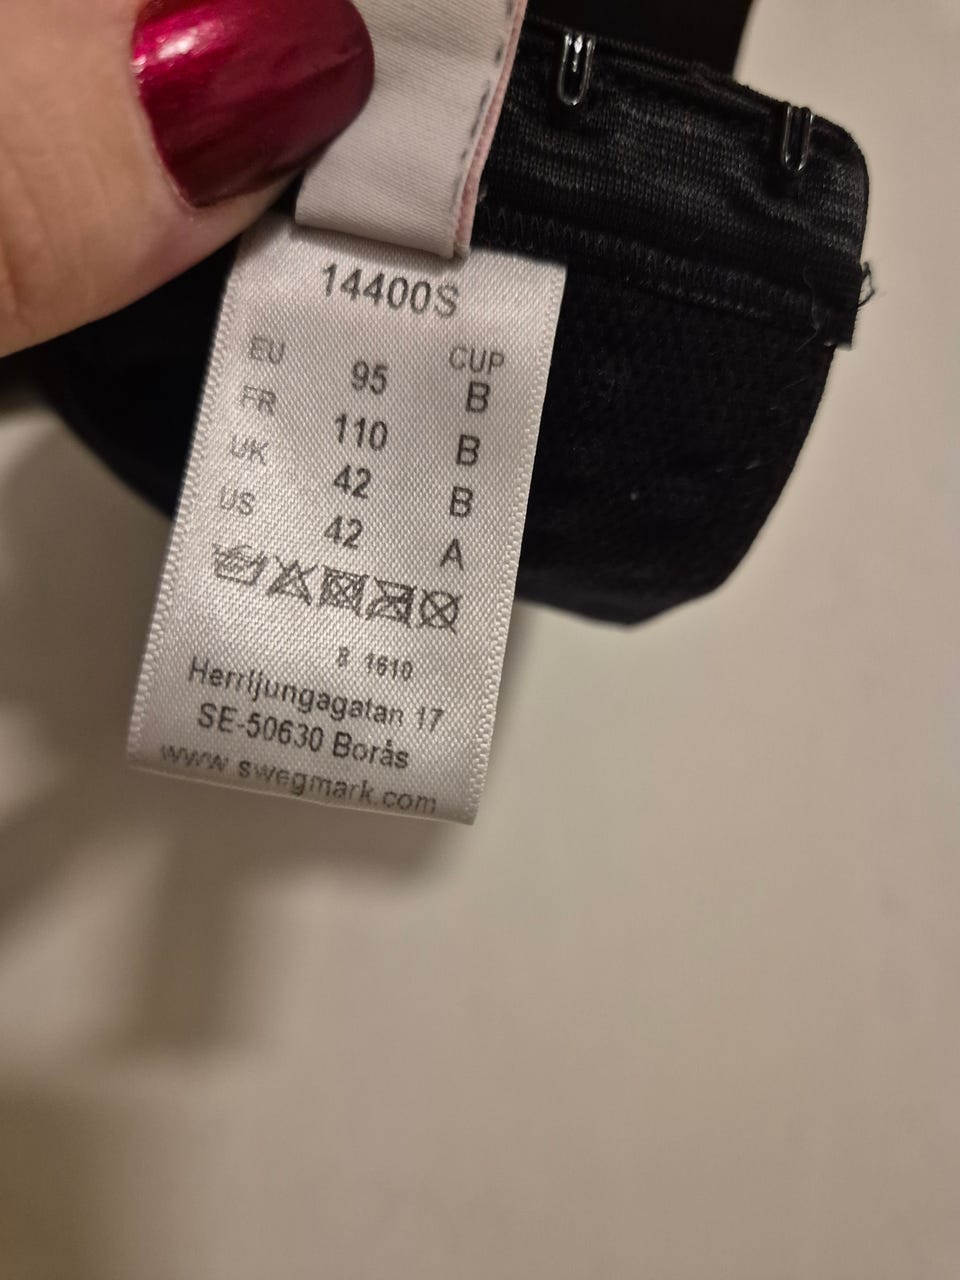 14400S
EU 95 CUP B
FR 110 B
UK 42 B
US 42 A
8 1610
Herrljungagatan 17
SE-50630 Borås
www.swegmark.com